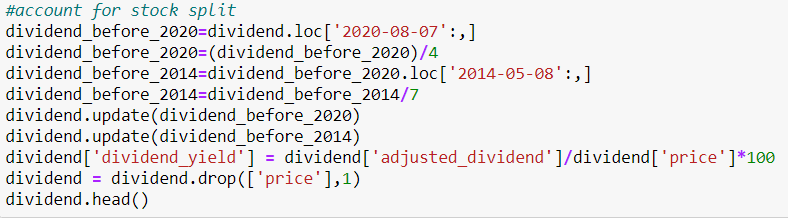 #account for stock split
dividend_before_2020=dividend.loc['2020-08-07':,]
dividend_before_2020=(dividend_before_2020)/4
dividend_before_2014=dividend_before_2020.loc['2014-05-08':,]
dividend_before_2014=dividend_before_2014/7
dividend.update(dividend_before_2020)
dividend.update(dividend_before_2014)
dividend['dividend_yield'] = dividend['adjusted_dividend']/dividend['price']*100
dividend = dividend.drop(['price'],1)
dividend.head()